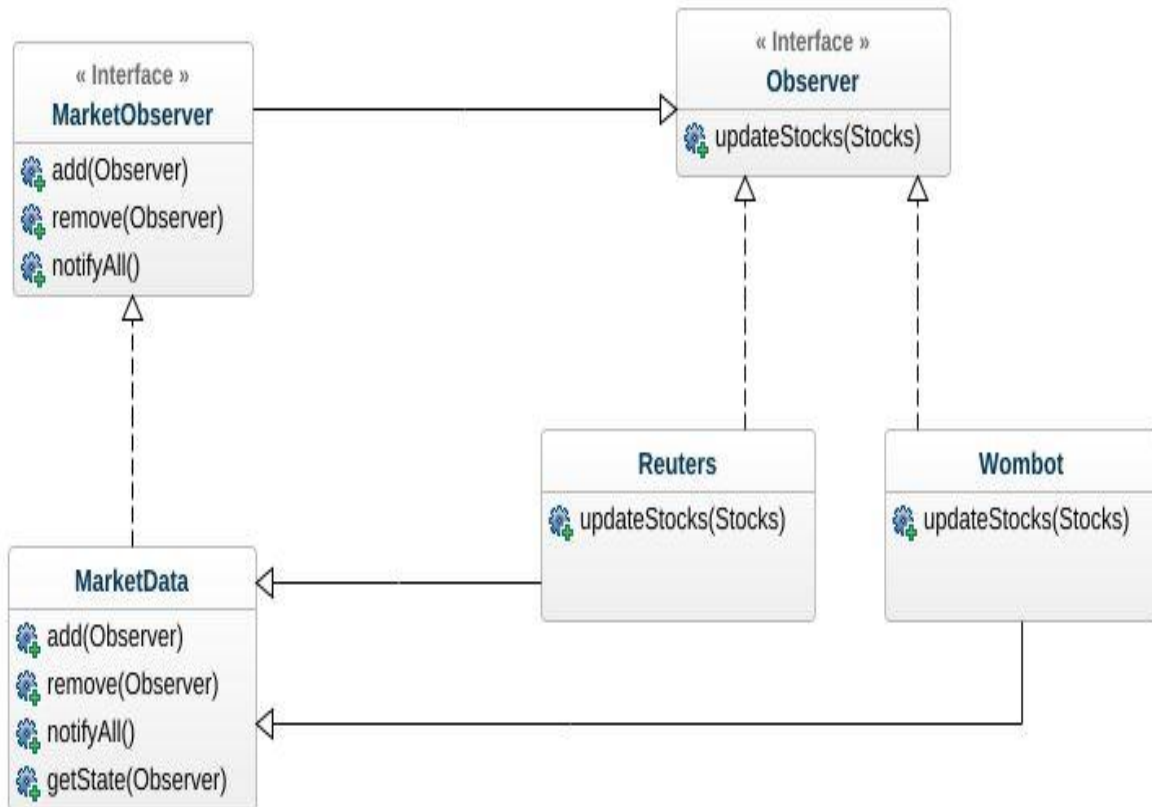 « Interface »
MarketObserver
add(Observer)
remove(Observer)
notifyAll()
« Interface »
Observer
updateStocks(Stocks)
Reuters
updateStocks(Stocks)
Wombot
updateStocks(Stocks)
MarketData
add(Observer)
remove(Observer)
notifyAll()
getState(Observer)